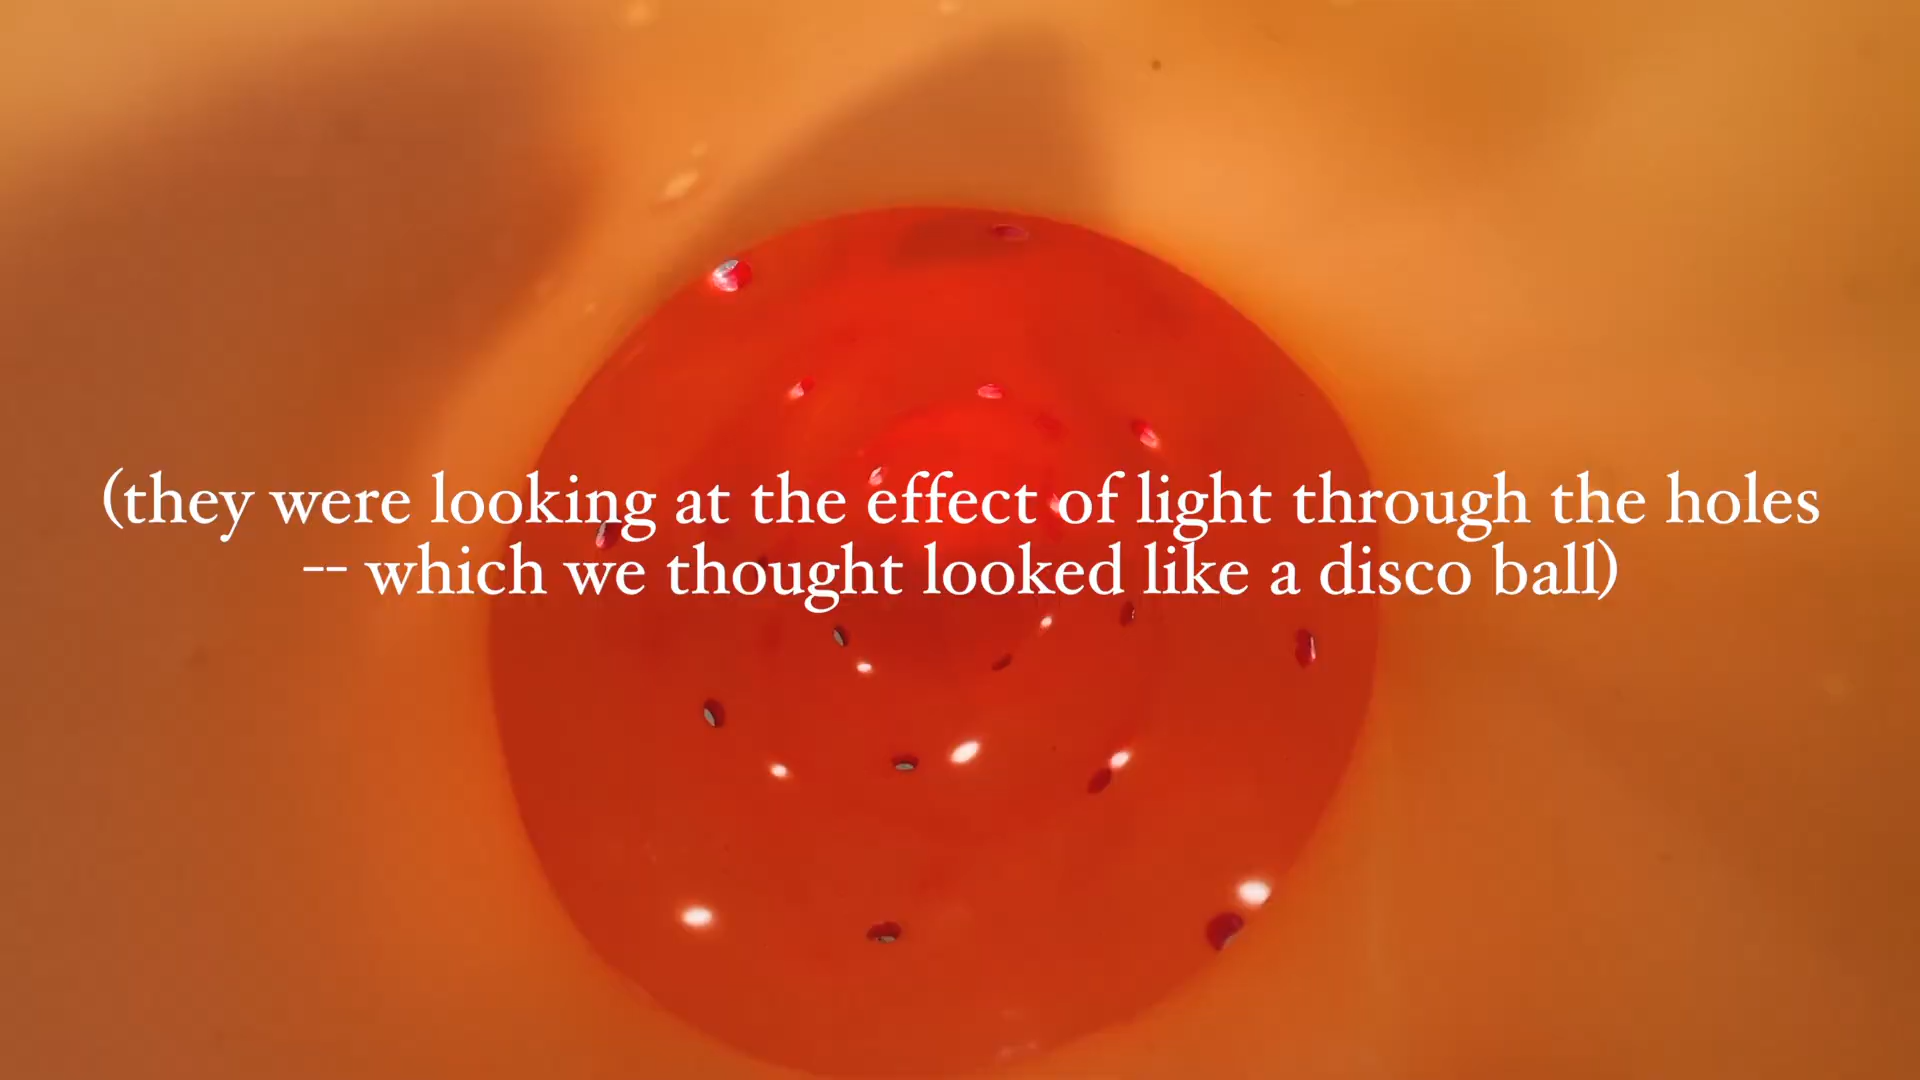 (they were looking at the effect of light through the holes
-- which we thought looked like a disco ball)